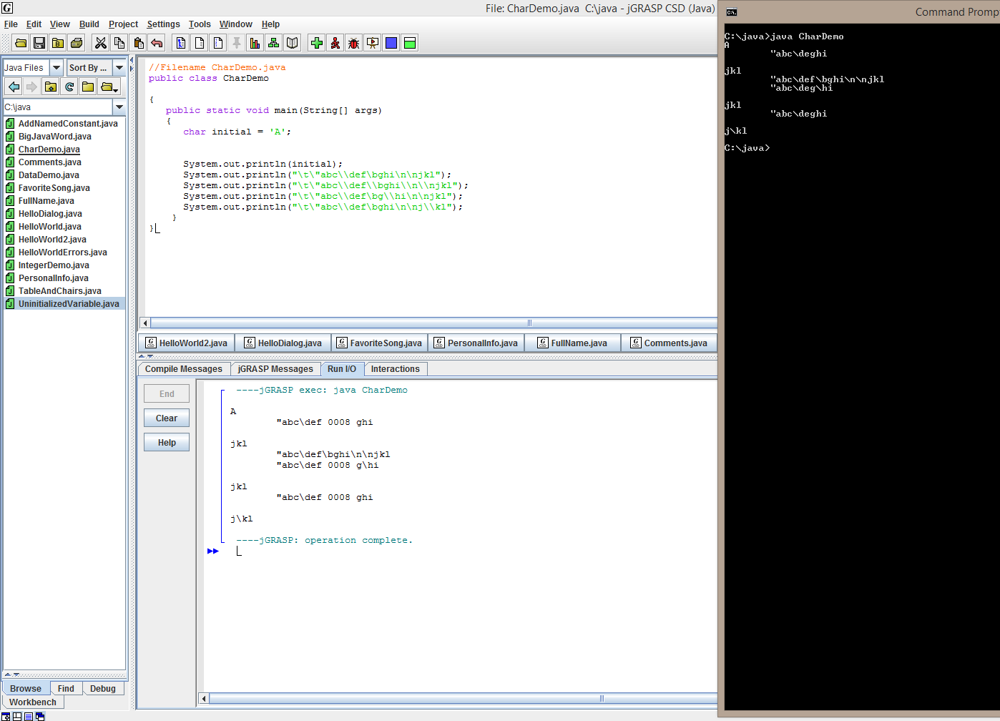 File: CharDemo.java  C:\java - jGRASP CSD (Java)
File Edit View Build Project Settings Tools Window Help
Java Files
Sort By ...
C:\java
AddNamedConstant.java
BigJavaWord.java
CharDemo.java
Comments.java
DataDemo.java
FavoriteSong.java
FullName.java
HelloDialog.java
HelloWorld.java
HelloWorld2.java
HelloWorldErrors.java
IntegerDemo.java
PersonalInfo.java
TableAndChairs.java
UninitializedVariable.java
Browse Find Debug
Workbench
//Filename CharDemo.java
public class CharDemo
{
   public static void main(String[] args)
   {
      char initial = 'A';
      System.out.println(initial);
      System.out.println("\t\"abc\\def\bghi\n\njkl");
      System.out.println("\t\"abc\\def\\bghi\\n\\njkl");
      System.out.println("\t\"abc\\def\bg\\hi\n\njkl");
      System.out.println("\t\"abc\\def\bghi\n\nj\\kl");
    }
}
HelloWorld2.java HelloDialog.java FavoriteSong.java PersonalInfo.java FullName.java Comments.java
Compile Messages jGRASP Messages Run I/O Interactions
End
Clear
Help
----jGRASP exec: java CharDemo
A
"abc\def 0008 ghi
jkl
"abc\def\bghi\n\njkl
"abc\def 0008 g\hi
jkl
"abc\def 0008 ghi
j\kl
----jGRASP: operation complete.
Command Promp
C:\java>java CharDemo
A
"abc\deghi
jkl
"abc\def\bghi\n\njkl
"abc\deg\hi
jkl
"abc\deghi
j\kl
C:\java>